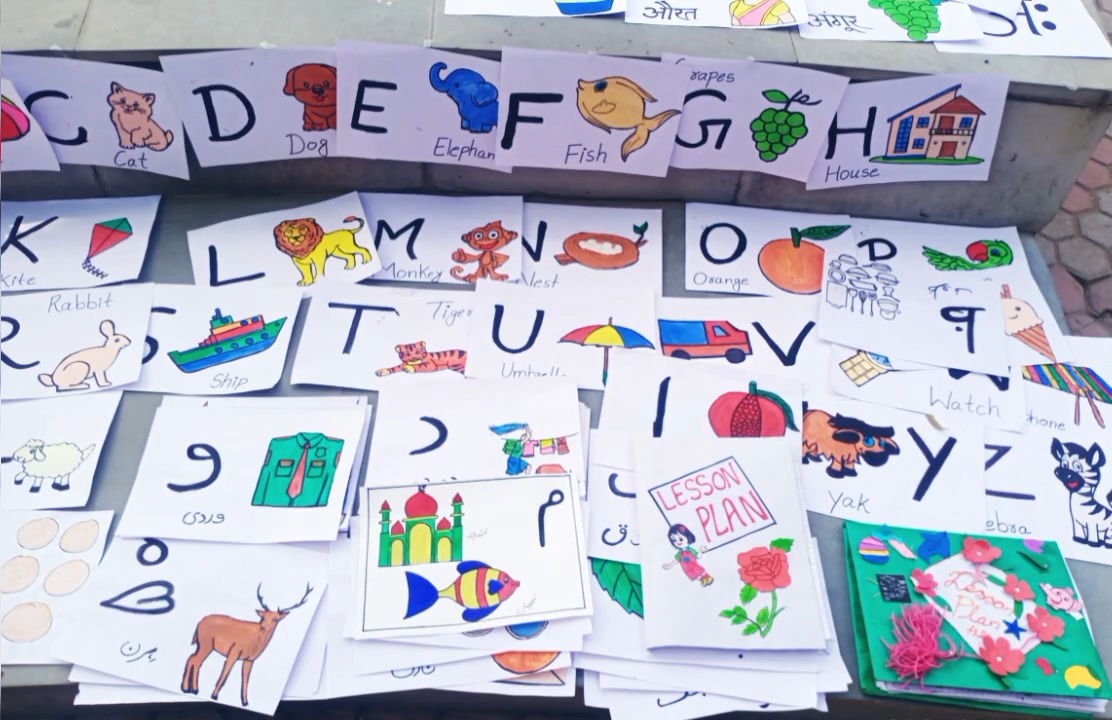 औरत
अंगूर
अः
C
Cat
D
Dog
E
Elephan
F
Fish
G
rapes
H
House
K
Kite
L
M
Monkey
N
Nest
O
Orange
P
प
R
Rabbit
S
Ship
T
Tiger
U
Umbrell
V
W
Watch
hone
Y
Yak
Z
ebra
و
وردی
د
ا
م
مچھلی
ہ
ہرن
LESSON
PLAN
Lesson
Plan